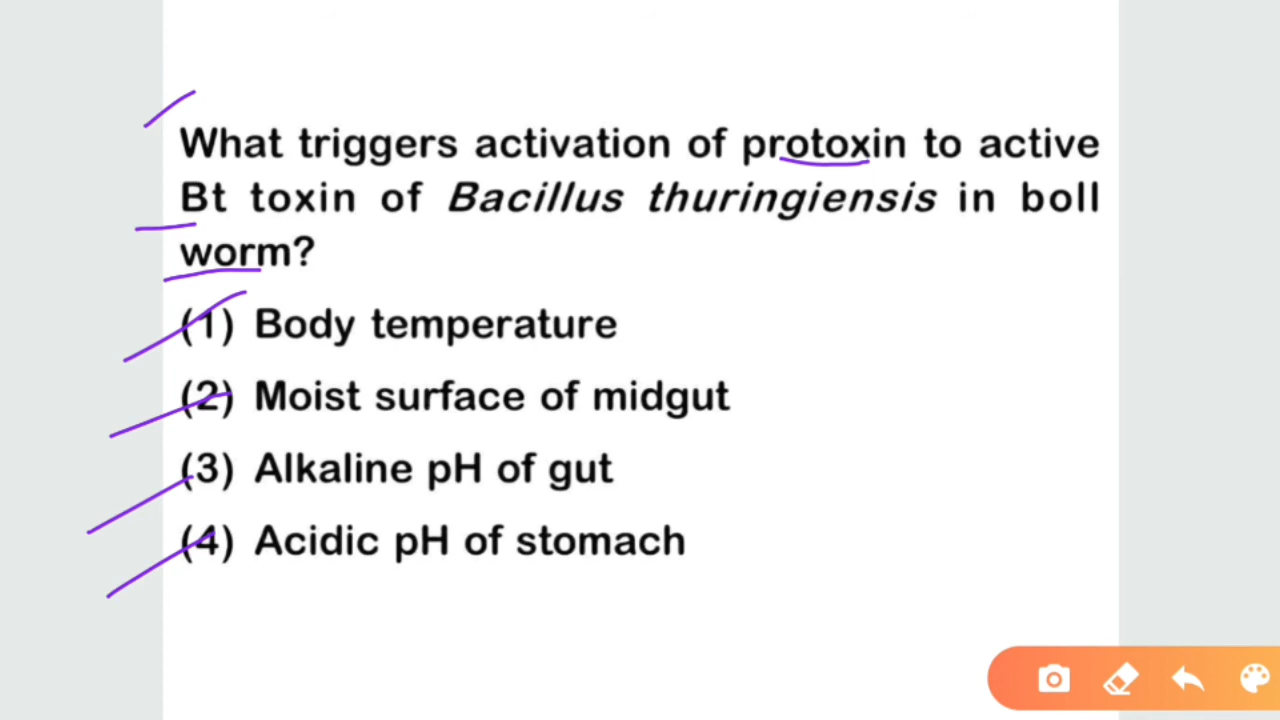 What triggers activation of protoxin to active
Bt toxin of Bacillus thuringiensis in boll
worm?
(1) Body temperature
(2) Moist surface of midgut
(3) Alkaline pH of gut
(4) Acidic pH of stomach